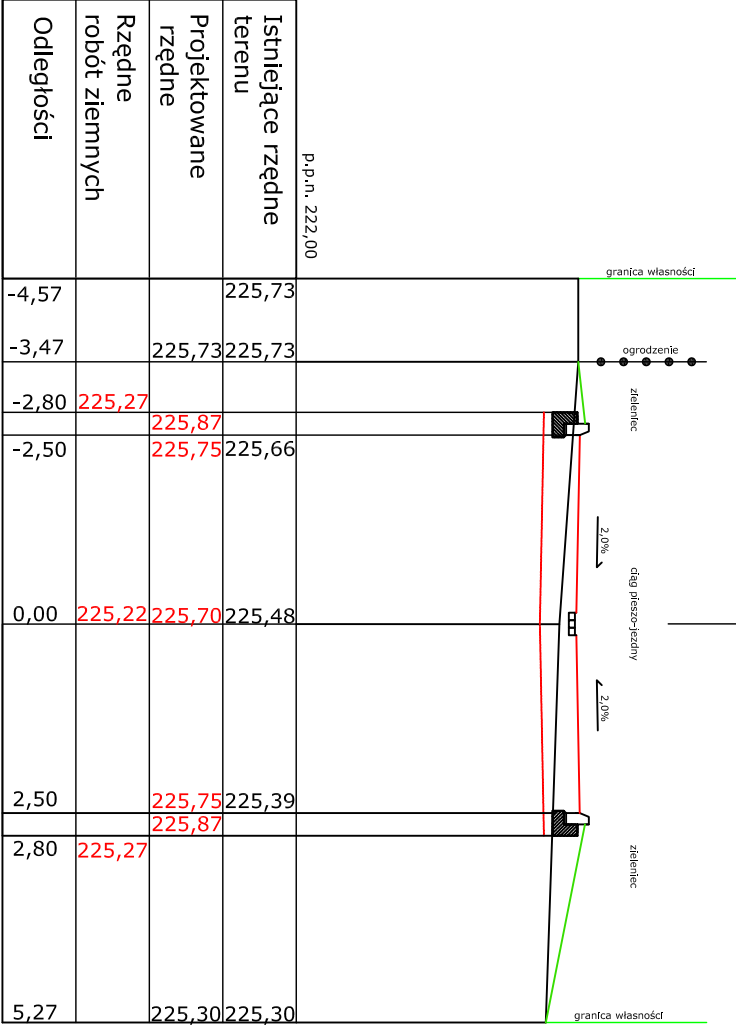 p.p.n. 222,00
Istniejące rzędne
terenu
225,73
225,73
225,66
225,48
225,39
225,30
Projektowane
rzędne
225,73
225,87
225,75
225,70
225,75
225,87
225,30
Rzędne
robót ziemnych
225,27
225,22
225,27
Odległości
-4,57
-3,47
-2,80
-2,50
0,00
2,50
2,80
5,27
granica własności
ogrodzenie
zieleniec
2,0%
ciąg pieszo-jezdny
2,0%
zieleniec
granica własności